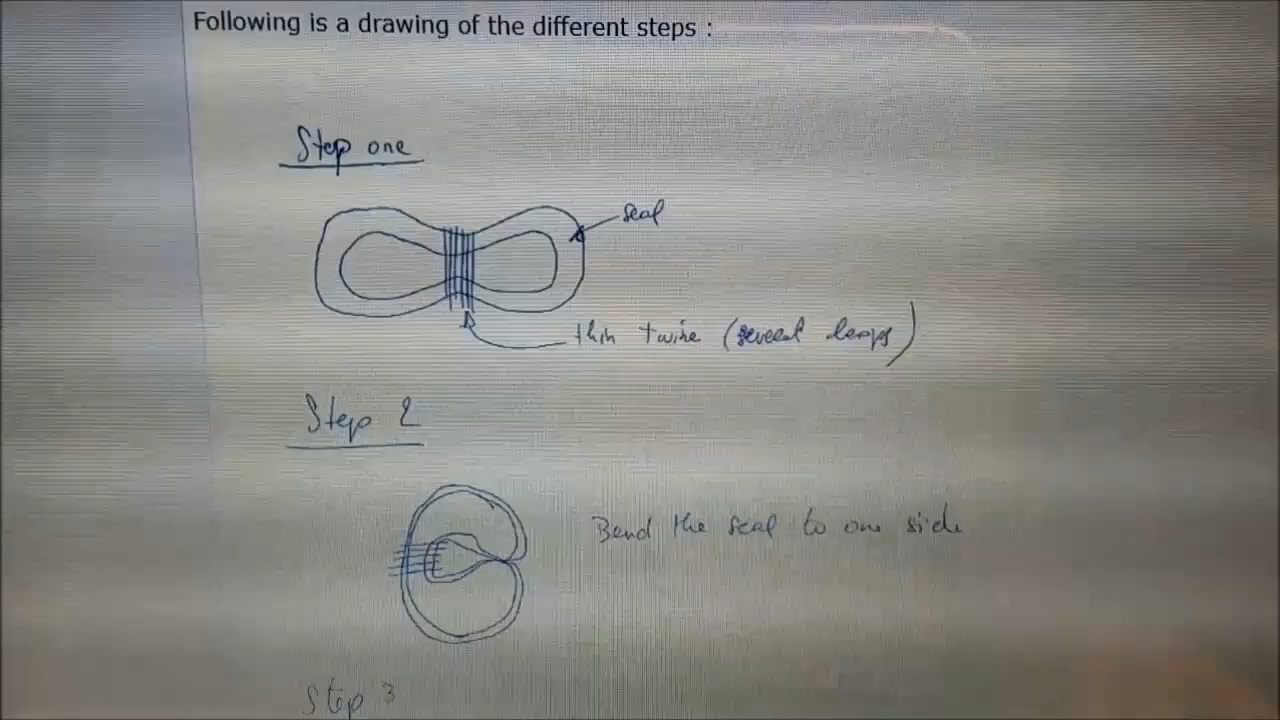 Following is a drawing of the different steps :
Step one
seal
thin twine (several loops)
Step 2
Bend the seal to one side
Step 3